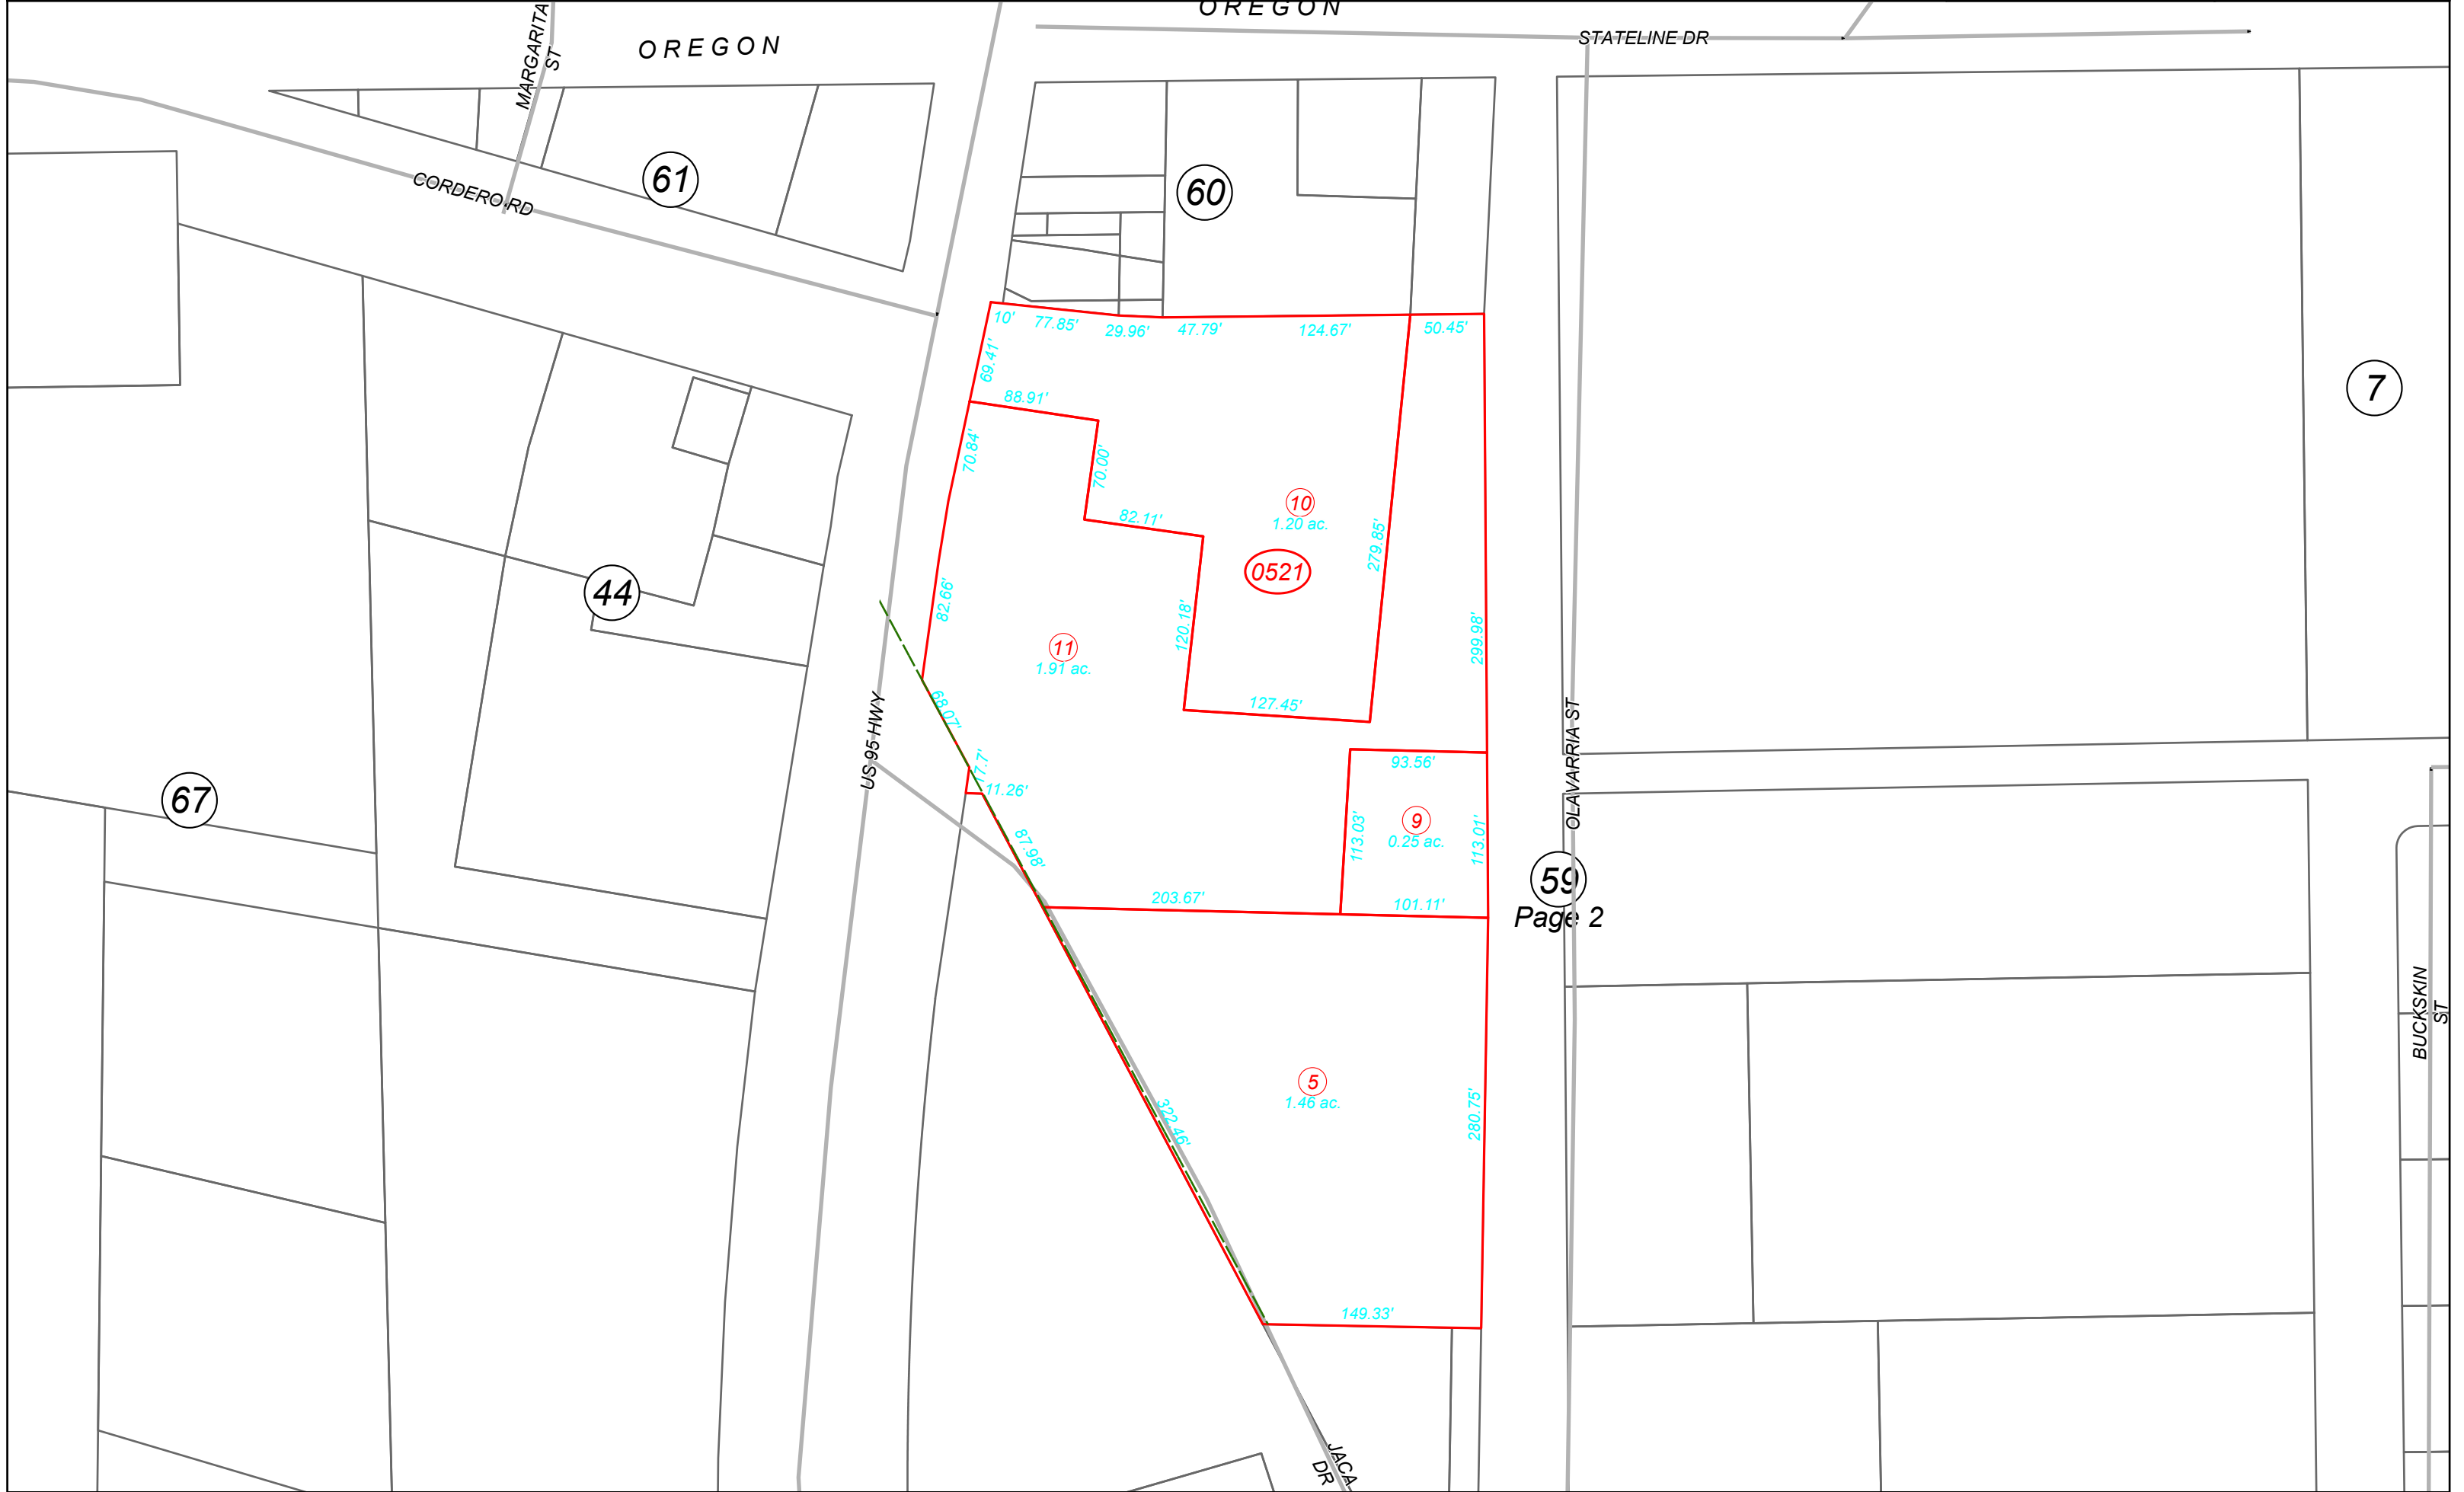 OREGON
OREGON
STATELINE DR
MARGARITA
ST
CORDERO RD
61
60
7
10'
77.85'
29.96'
47.79'
124.67'
50.45'
69.41'
88.91'
70.84'
70.00'
82.11'
10
1.20 ac.
0521
279.85'
82.66'
120.18'
299.98'
44
11
1.91 ac.
68.07'
127.45'
US 95 HWY
OLAVARRIA ST
17.7'
11.26'
93.56'
67
87.98'
113.03'
9
0.25 ac.
113.01'
59
Page 2
203.67'
101.11'
BUCKSKIN
ST
5
1.46 ac.
322.46'
280.75'
149.33'
JACA
DR